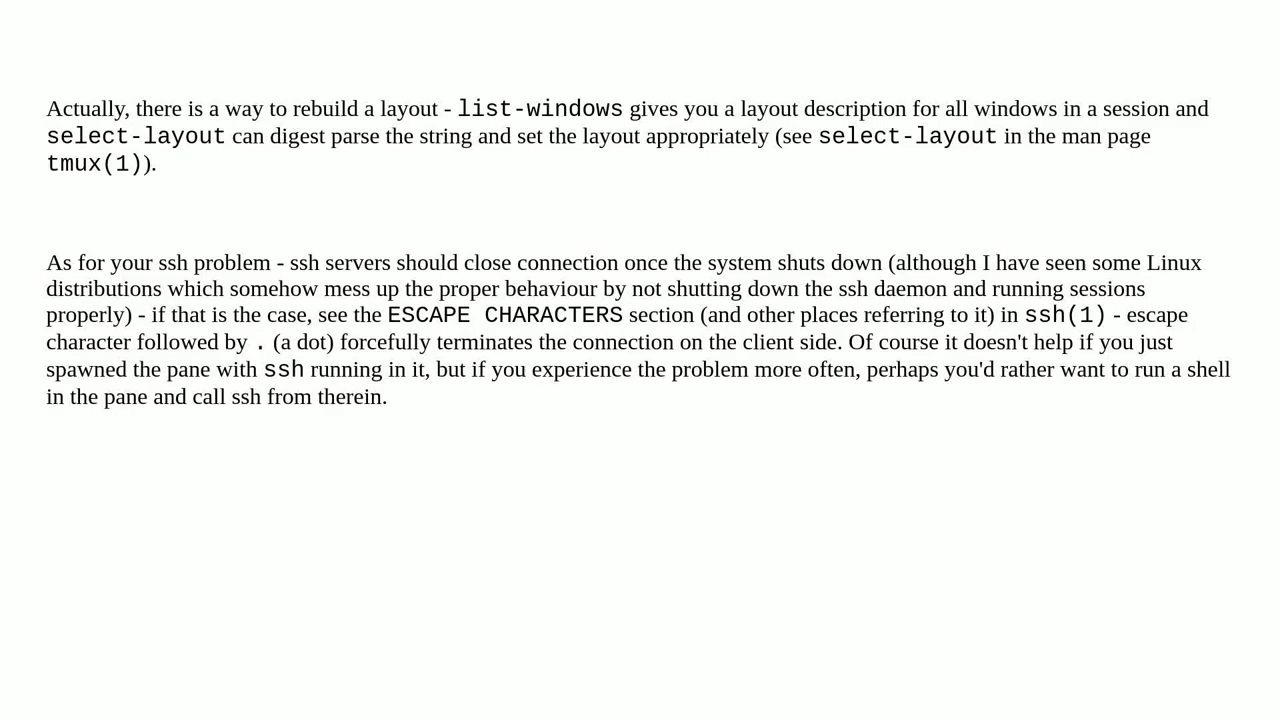 Actually, there is a way to rebuild a layout - list-windows gives you a layout description for all windows in a session and
select-layout can digest parse the string and set the layout appropriately (see select-layout in the man page
tmux(1)).
As for your ssh problem - ssh servers should close connection once the system shuts down (although I have seen some Linux
distributions which somehow mess up the proper behaviour by not shutting down the ssh daemon and running sessions
properly) - if that is the case, see the ESCAPE CHARACTERS section (and other places referring to it) in ssh(1) - escape
character followed by . (a dot) forcefully terminates the connection on the client side. Of course it doesn't help if you just
spawned the pane with ssh running in it, but if you experience the problem more often, perhaps you'd rather want to run a shell
in the pane and call ssh from therein.